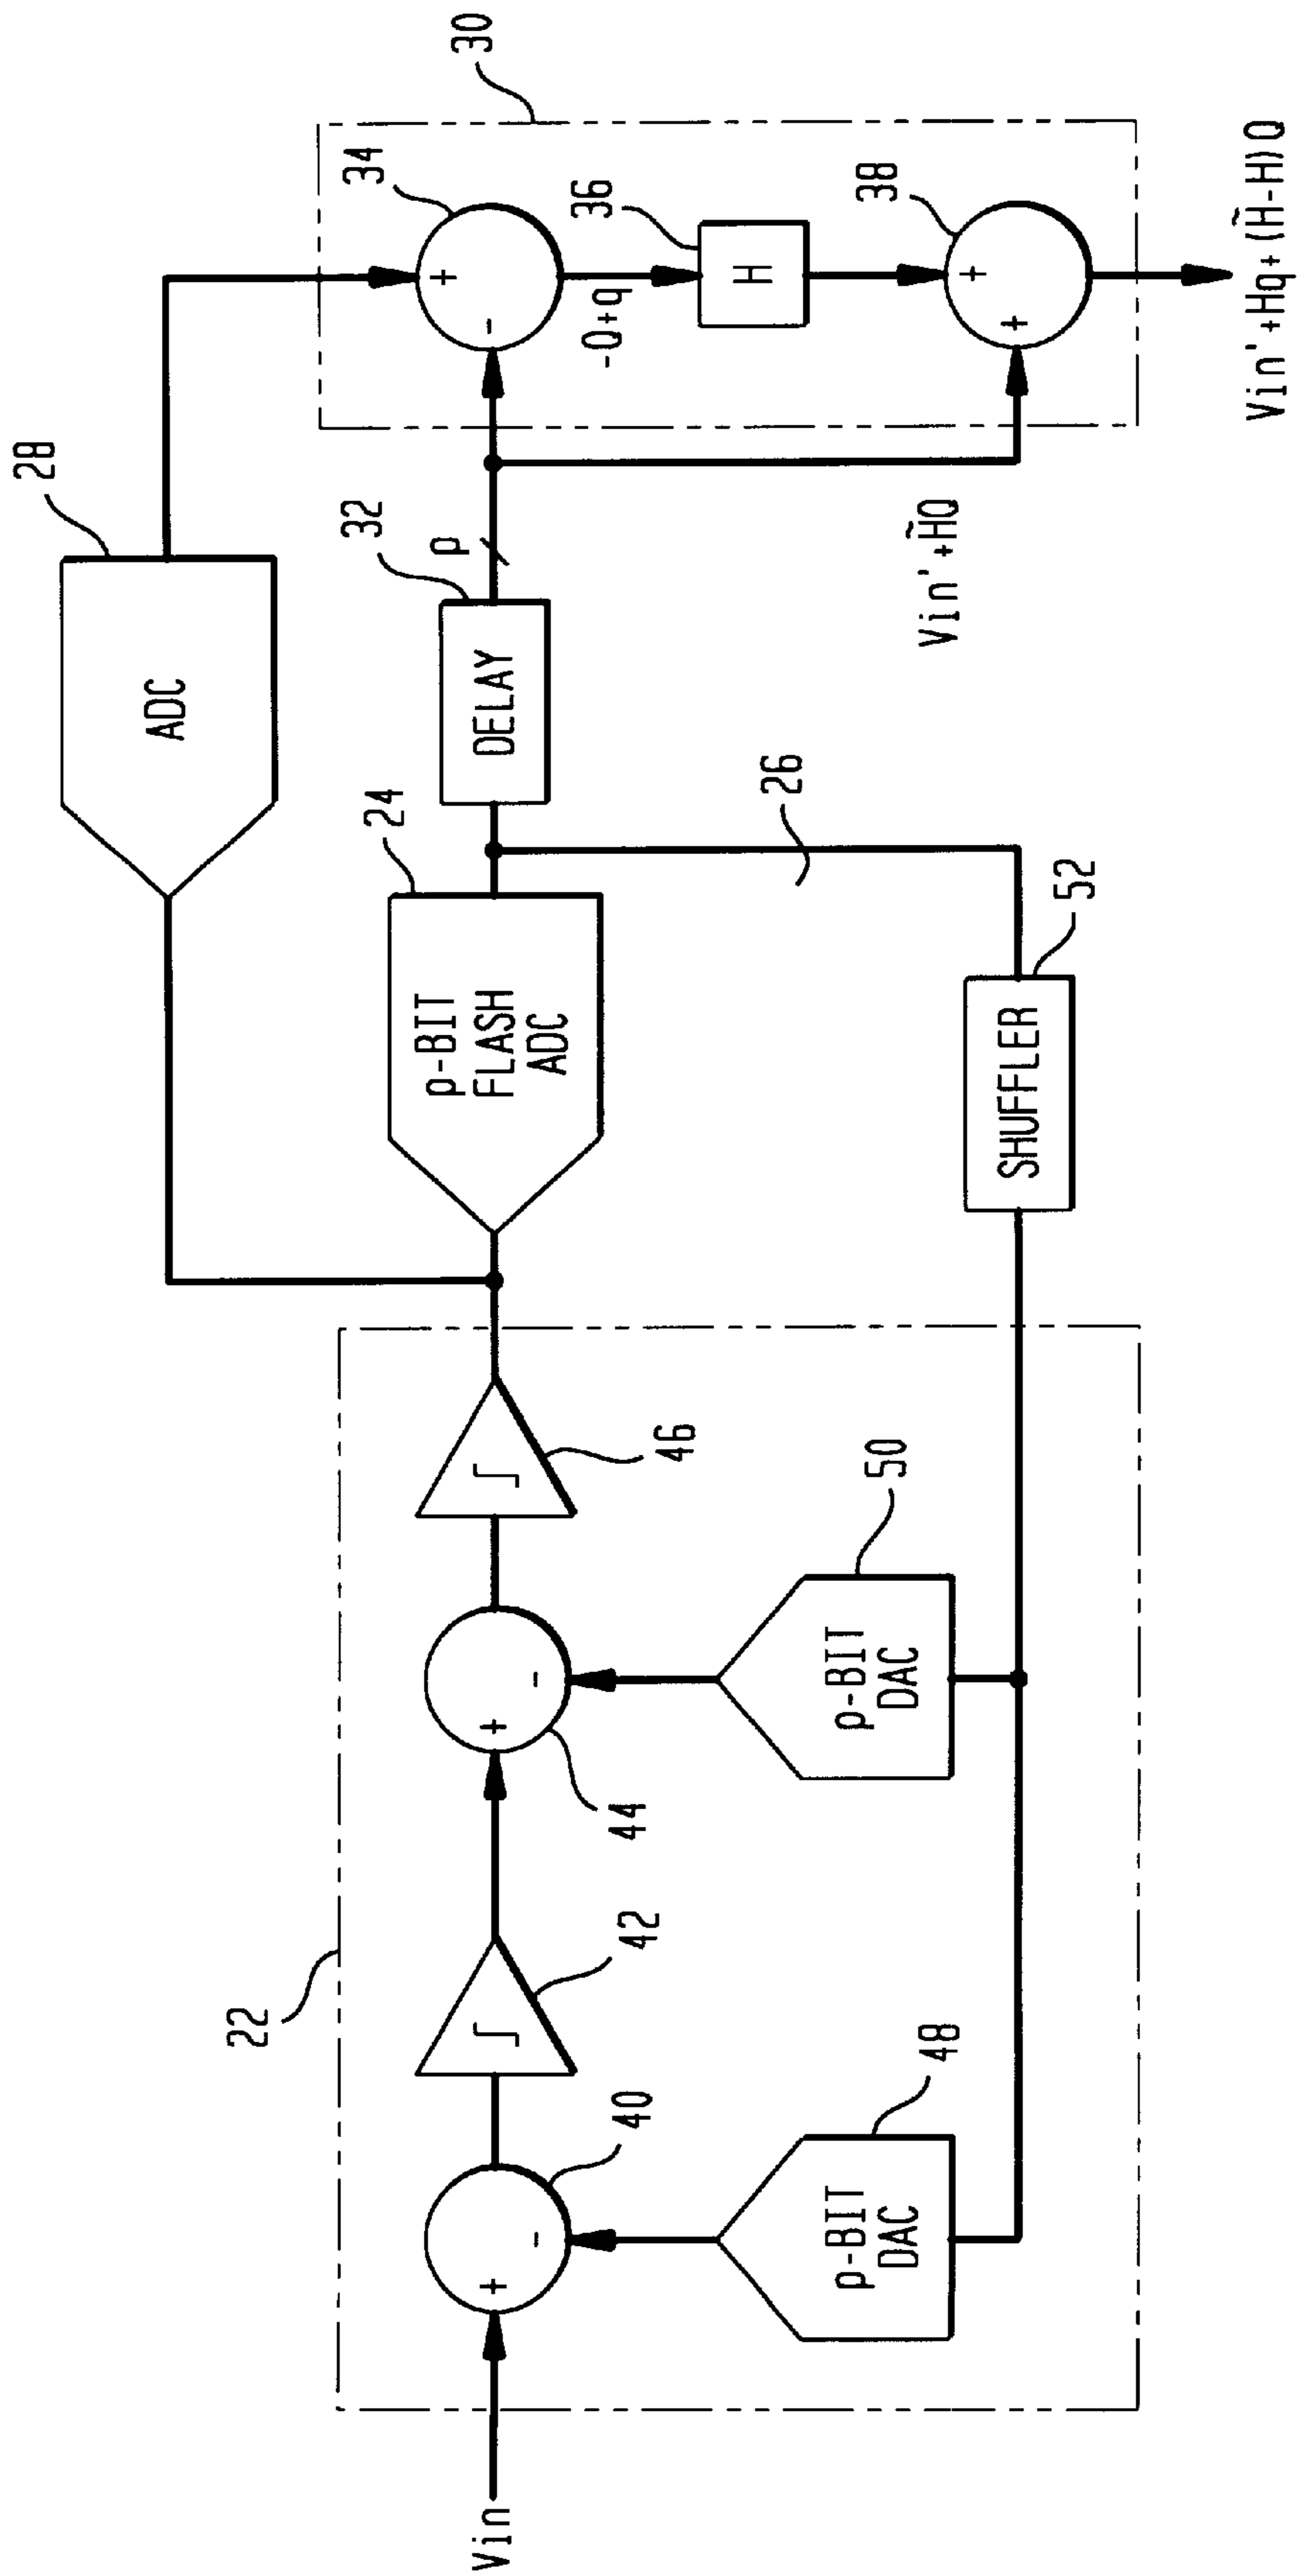 28
ADC
30
34
+
-
-Q+q
36
H
38
+
+
Vin'+Hq+(H̃-H)Q
24
p-BIT
FLASH
ADC
32
DELAY
p
Vin'+H̃Q
26
52
SHUFFLER
22
Vin
+
-
40
42
∫
+
-
44
46
∫
48
p-BIT
DAC
50
p-BIT
DAC